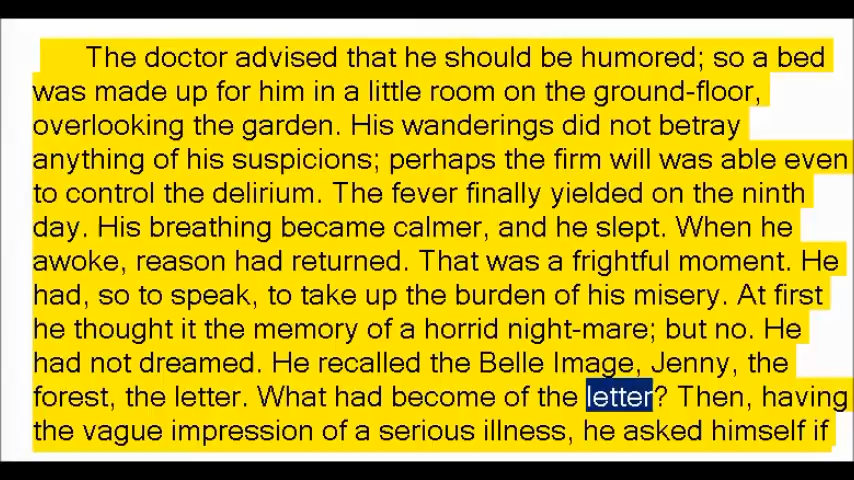 The doctor advised that he should be humored; so a bed
was made up for him in a little room on the ground-floor,
overlooking the garden. His wanderings did not betray
anything of his suspicions; perhaps the firm will was able even
to control the delirium. The fever finally yielded on the ninth
day. His breathing became calmer, and he slept. When he
awoke, reason had returned. That was a frightful moment. He
had, so to speak, to take up the burden of his misery. At first
he thought it the memory of a horrid night-mare; but no. He
had not dreamed. He recalled the Belle Image, Jenny, the
forest, the letter. What had become of the letter? Then, having
the vague impression of a serious illness, he asked himself if